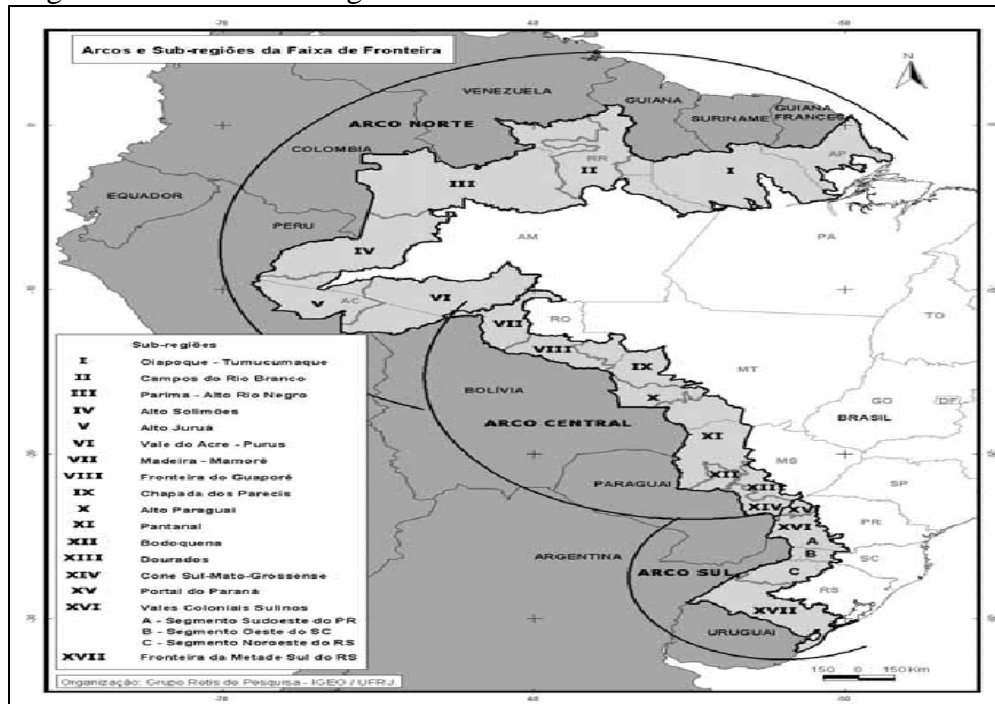 -70
60
50
Arcos e Sub-regiões da Faixa de Fronteira
N
VENEZUELA
GUIANA
SURINAME
GUIANA
FRANCESA
ARCO NORTE
COLOMBIA
RR
AP
III
II
I
EQUADOR
PERU
AM
PA
IV
V
AC
VI
VII
RO
TO
VIII
IX
MT
BOLÍVIA
X
GO
DF
BRASIL
ARCO CENTRAL
XI
MS
PARAGUAI
XII
XIII
SP
XIV
XV
XVI
PR
A
ARGENTINA
B
SC
ARCO SUL
C
RS
XVII
URUGUAI
Sub-regiões
I Oiapoque - Tumucumaque
II Campos do Rio Branco
III Parima - Alto Rio Negro
IV Alto Solimões
V Alto Juruá
VI Vale do Acre - Purus
VII Madeira - Mamoré
VIII Fronteira do Guaporé
IX Chapada dos Parecis
X Alto Paraguai
XI Pantanal
XII Bodoquena
XIII Dourados
XIV Cone Sul-Mato-Grossense
XV Portal do Paraná
XVI Vales Coloniais Sulinos
A - Segmento Sudoeste do PR
B - Segmento Oeste de SC
C - Segmento Noroeste do RS
XVII Fronteira da Metade Sul do RS
150 0 150 Km
Organização: Grupo Retis de Pesquisa - IGEO / UFRJ
-70
60
-50